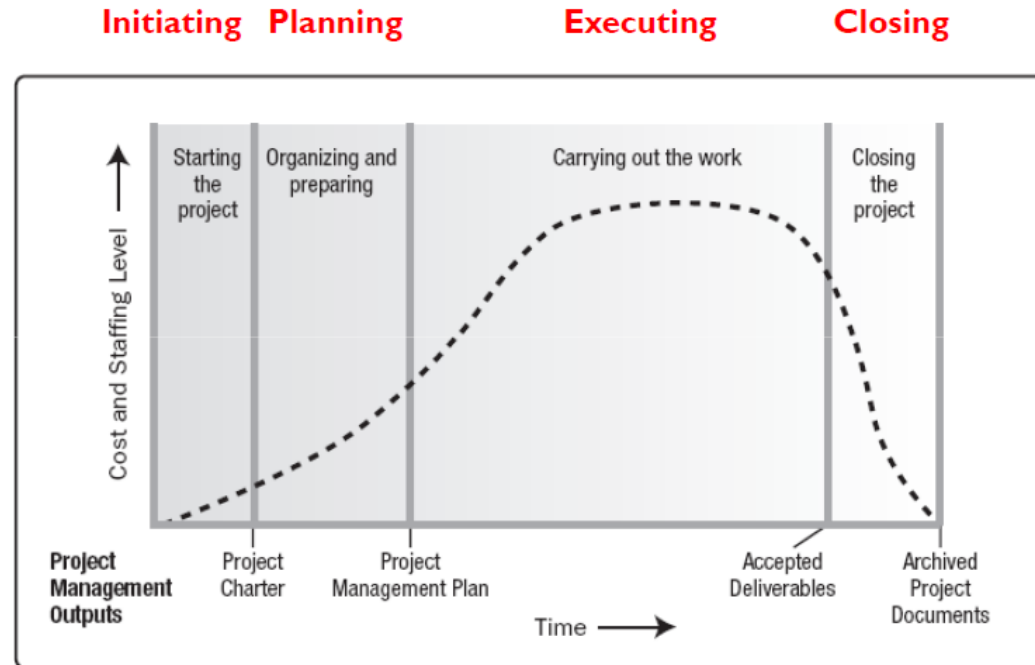 Initiating Planning Executing Closing
Starting
the
project
Organizing and
preparing
Carrying out the work
Closing
the
project
Cost and Staffing Level
Project
Management
Outputs
Project
Charter
Project
Management Plan
Accepted
Deliverables
Archived
Project
Documents
Time